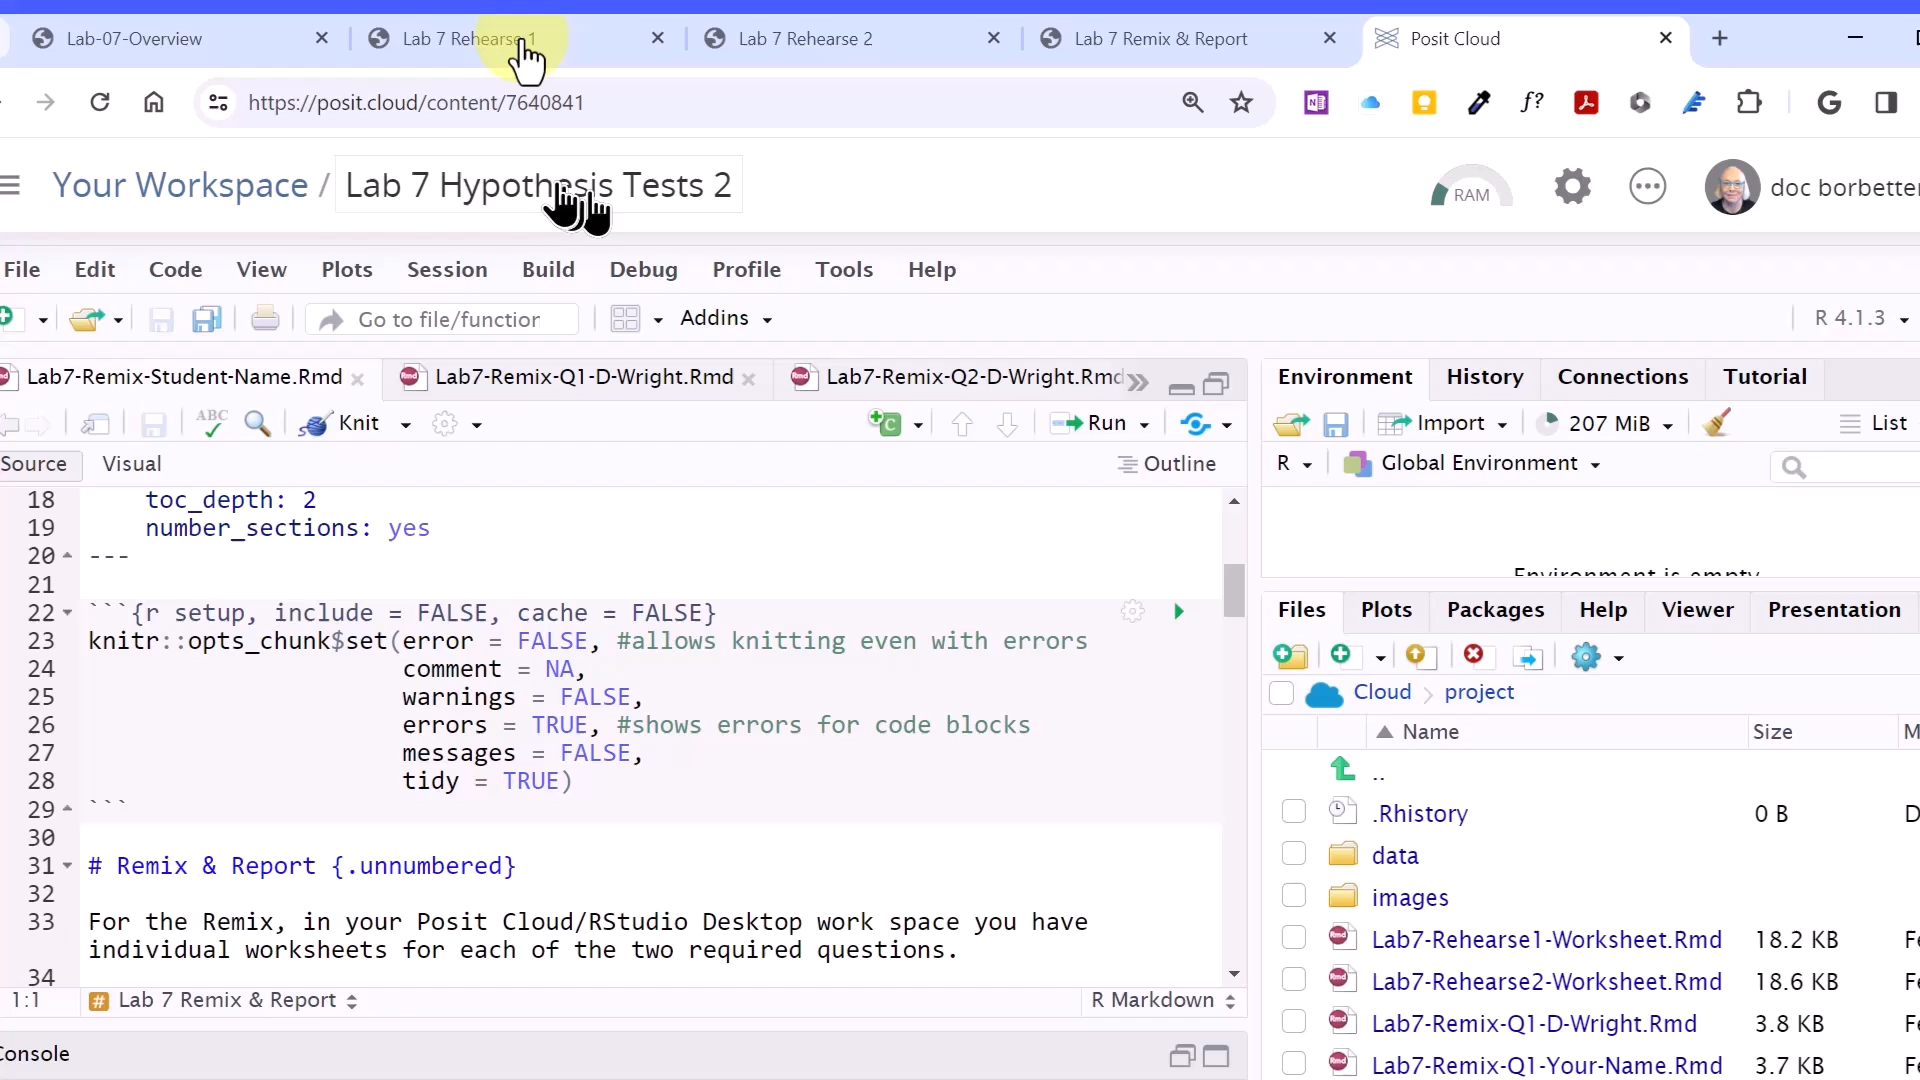 Lab-07-Overview
Lab 7 Rehearse 1
Lab 7 Rehearse 2
Lab 7 Remix & Report
Posit Cloud
https://posit.cloud/content/7640841
f?
Your Workspace / Lab 7 Hypothesis Tests 2
RAM
doc borbetter
File Edit Code View Plots Session Build Debug Profile Tools Help
Go to file/function
Addins
R 4.1.3
Lab7-Remix-Student-Name.Rmd
Lab7-Remix-Q1-D-Wright.Rmd
Lab7-Remix-Q2-D-Wright.Rmd
ABC
Knit
Run
Source Visual
Outline
18 toc_depth: 2
19 number_sections: yes
20 ---
21
22 ```{r setup, include = FALSE, cache = FALSE}
23 knitr::opts_chunk$set(error = FALSE, #allows knitting even with errors
24 comment = NA,
25 warnings = FALSE,
26 errors = TRUE, #shows errors for code blocks
27 messages = FALSE,
28 tidy = TRUE)
29 ```
30
31 # Remix & Report {.unnumbered}
32
33 For the Remix, in your Posit Cloud/RStudio Desktop work space you have
individual worksheets for each of the two required questions.
34
1:1 # Lab 7 Remix & Report
R Markdown
Console
Environment History Connections Tutorial
Import
207 MiB
List
R
Global Environment
Environment is empty
Files Plots Packages Help Viewer Presentation
Cloud
project
Name Size M
..
.Rhistory 0 B D
data
images
Lab7-Rehearse1-Worksheet.Rmd 18.2 KB Fe
Lab7-Rehearse2-Worksheet.Rmd 18.6 KB Fe
Lab7-Remix-Q1-D-Wright.Rmd 3.8 KB Fe
Lab7-Remix-Q1-Your-Name.Rmd 3.7 KB Fe